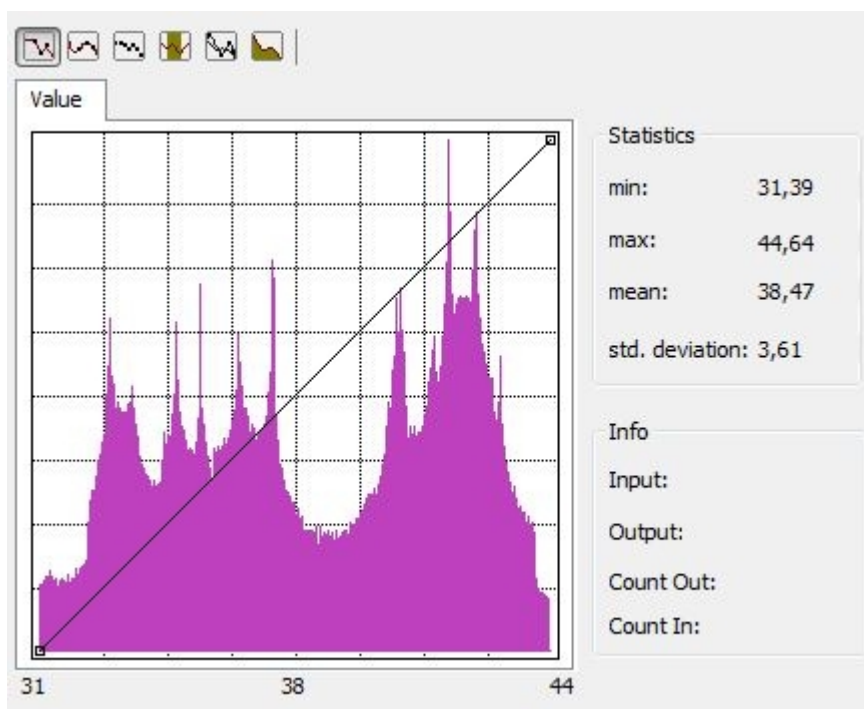 Value
Statistics
min: 31,39
max: 44,64
mean: 38,47
std. deviation: 3,61
Info
Input:
Output:
Count Out:
Count In:
31 38 44